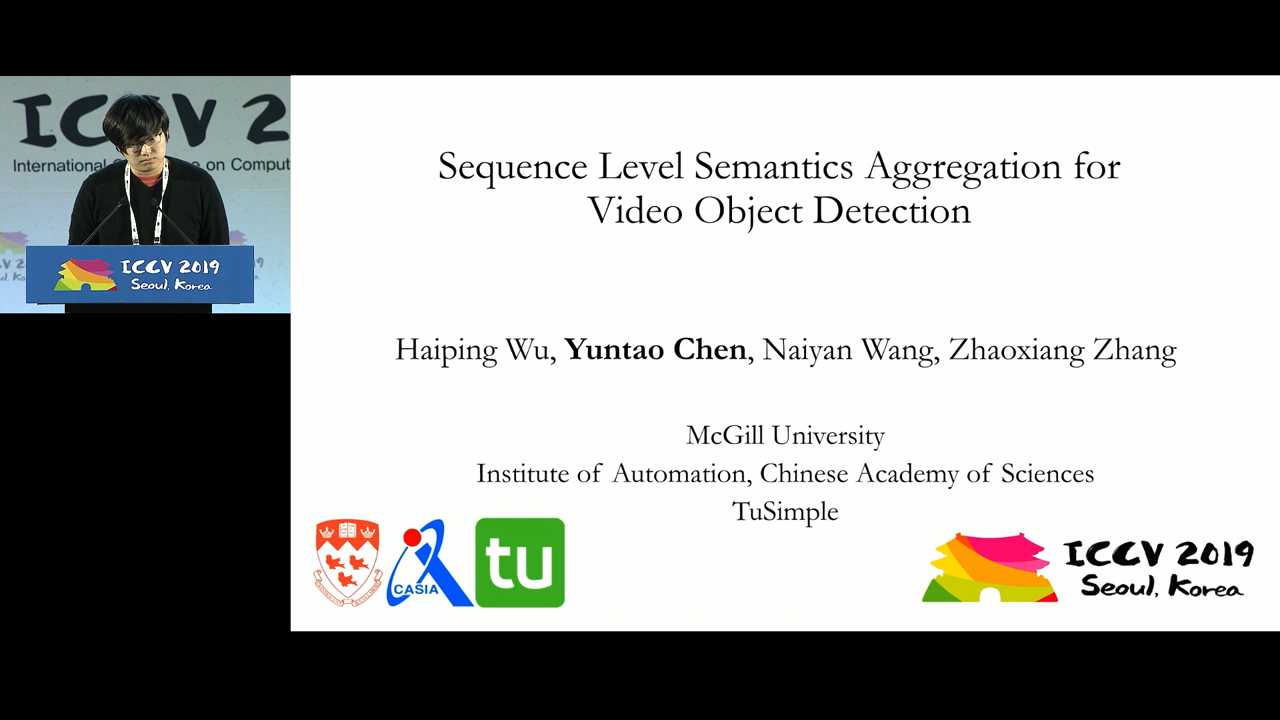 ICCV 2
International Co e on Comput
ICCV 2019
Seoul, Korea
Sequence Level Semantics Aggregation for
Video Object Detection
Haiping Wu, Yuntao Chen, Naiyan Wang, Zhaoxiang Zhang
McGill University
Institute of Automation, Chinese Academy of Sciences
TuSimple
CASIA
tu
ICCV 2019
Seoul, Korea